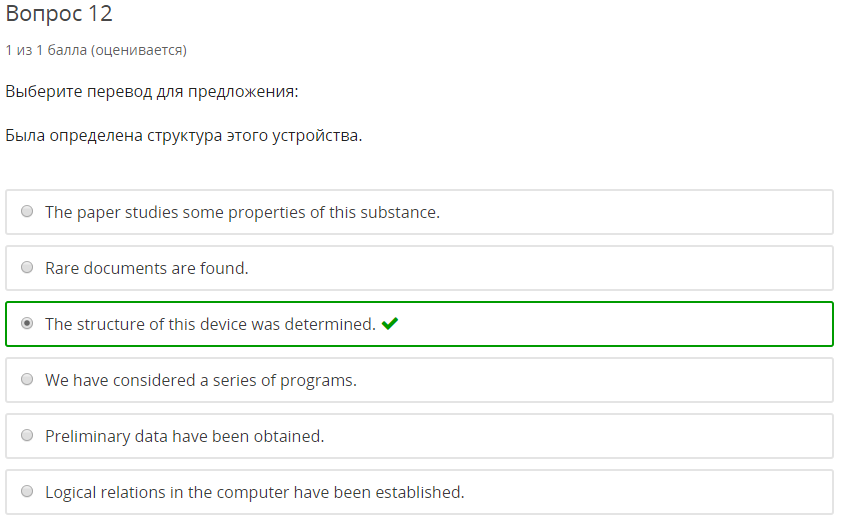 Вопрос 12
1 из 1 балла (оценивается)
Выберите перевод для предложения:
Была определена структура этого устройства.
The paper studies some properties of this substance.
Rare documents are found.
The structure of this device was determined.
We have considered a series of programs.
Preliminary data have been obtained.
Logical relations in the computer have been established.